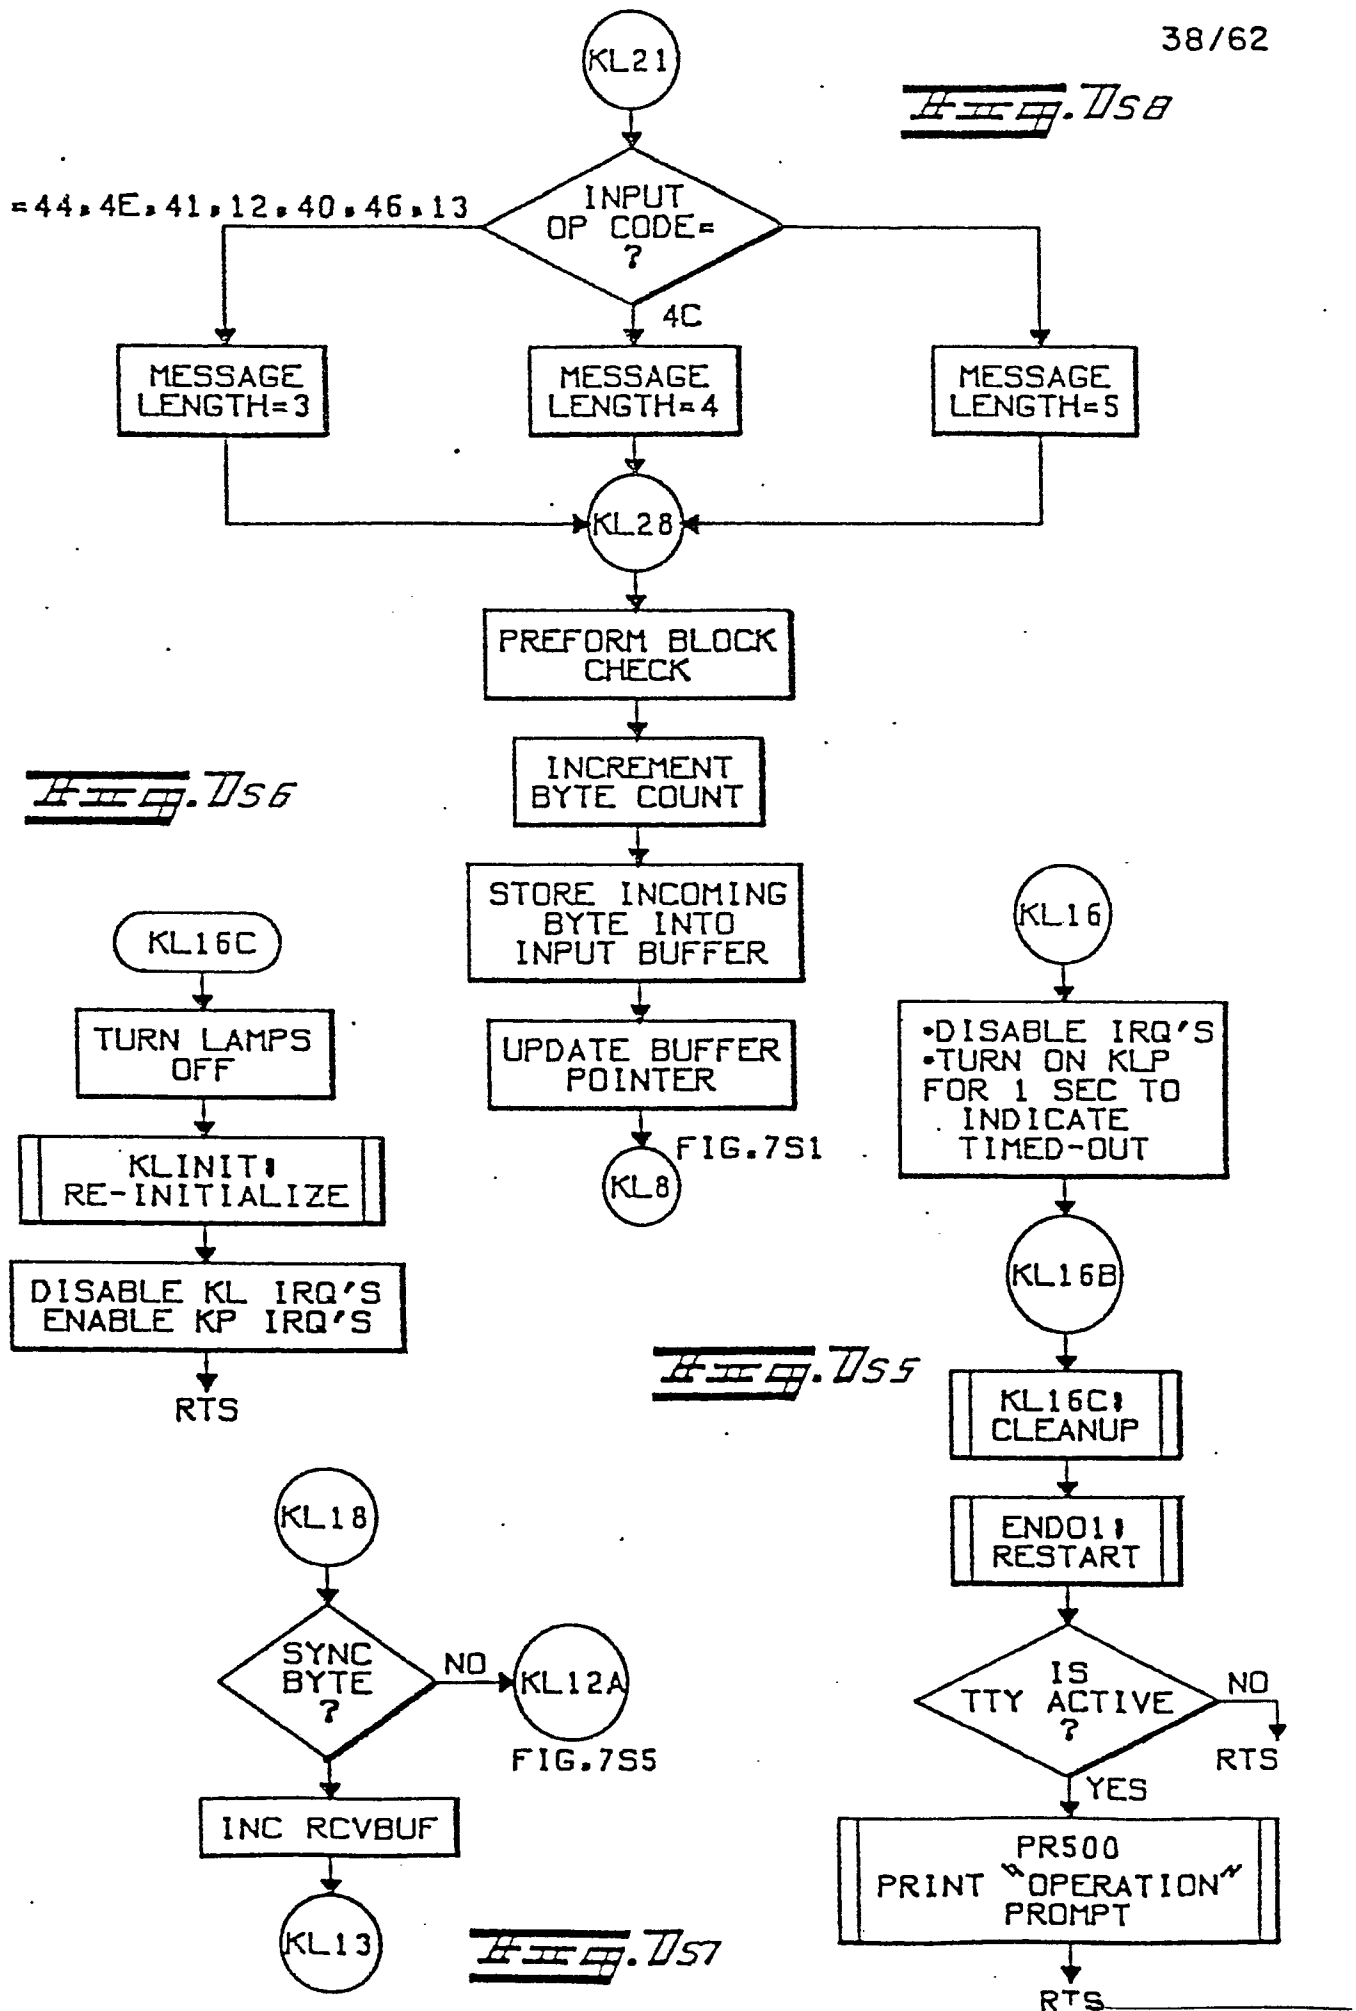 38/62
KL21
Fig. 7S8
=44,4E,41,12,40,46,13
INPUT
OP CODE=
?
4C
MESSAGE
LENGTH=3
MESSAGE
LENGTH=4
MESSAGE
LENGTH=5
KL28
PREFORM BLOCK
CHECK
INCREMENT
BYTE COUNT
STORE INCOMING
BYTE INTO
INPUT BUFFER
UPDATE BUFFER
POINTER
FIG.7S1
KL8
Fig. 7S6
KL16C
TURN LAMPS
OFF
KLINIT:
RE-INITIALIZE
DISABLE KL IRQ'S
ENABLE KP IRQ'S
RTS
KL16
•DISABLE IRQ'S
•TURN ON KLP
FOR 1 SEC TO
INDICATE
TIMED-OUT
KL16B
Fig. 7S5
KL16C:
CLEANUP
END01:
RESTART
IS
TTY ACTIVE
?
NO
RTS
YES
PR500
PRINT "OPERATION"
PROMPT
RTS
KL18
SYNC
BYTE
?
NO
KL12A
FIG.7S5
INC RCVBUF
KL13
Fig. 7S7